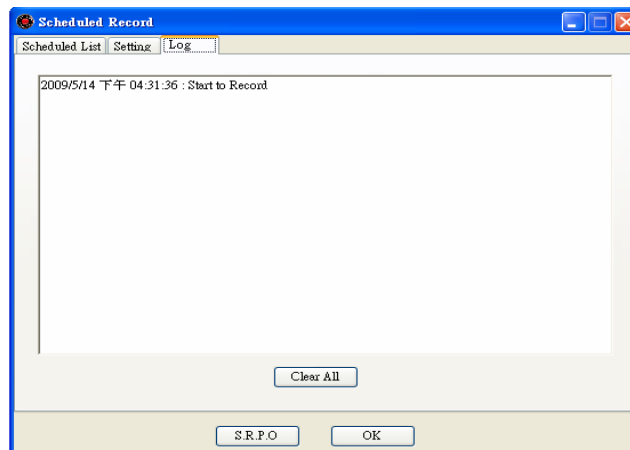 Scheduled Record
Scheduled List Setting Log
2009/5/14 下午 04:31:36 : Start to Record
Clear All
S.R.P.O OK